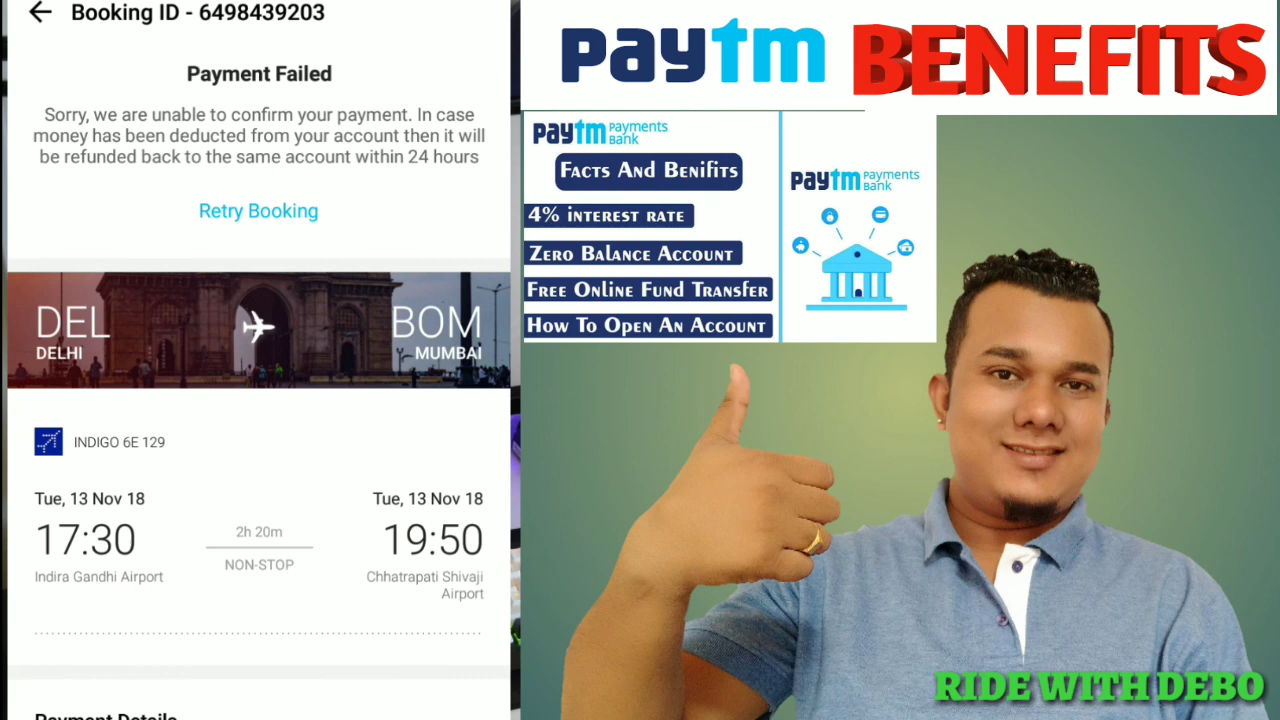 Booking ID - 6498439203
Payment Failed
Sorry, we are unable to confirm your payment. In case
money has been deducted from your account then it will
be refunded back to the same account within 24 hours
Retry Booking
DEL
BOM
DELHI
MUMBAI
INDIGO 6E 129
Tue, 13 Nov 18
Tue, 13 Nov 18
17:30
2h 20m
19:50
NON-STOP
Indira Gandhi Airport
Chhatrapati Shivaji
Airport
Payment Details
paytm BENEFITS
paytm Payments
Bank
Facts And Benifits
4% interest rate
Zero Balance Account
Free Online Fund Transfer
How To Open An Account
paytm Payments
Bank
RIDE WITH DEBO